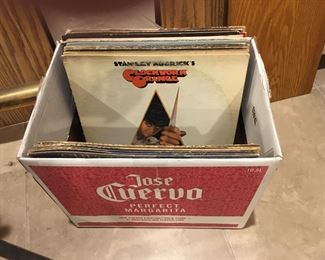 STANLEY KUBRICK'S
CLOCKWORK
ORANGE
Jose
Cuervo
PERFECT
MARGARITA